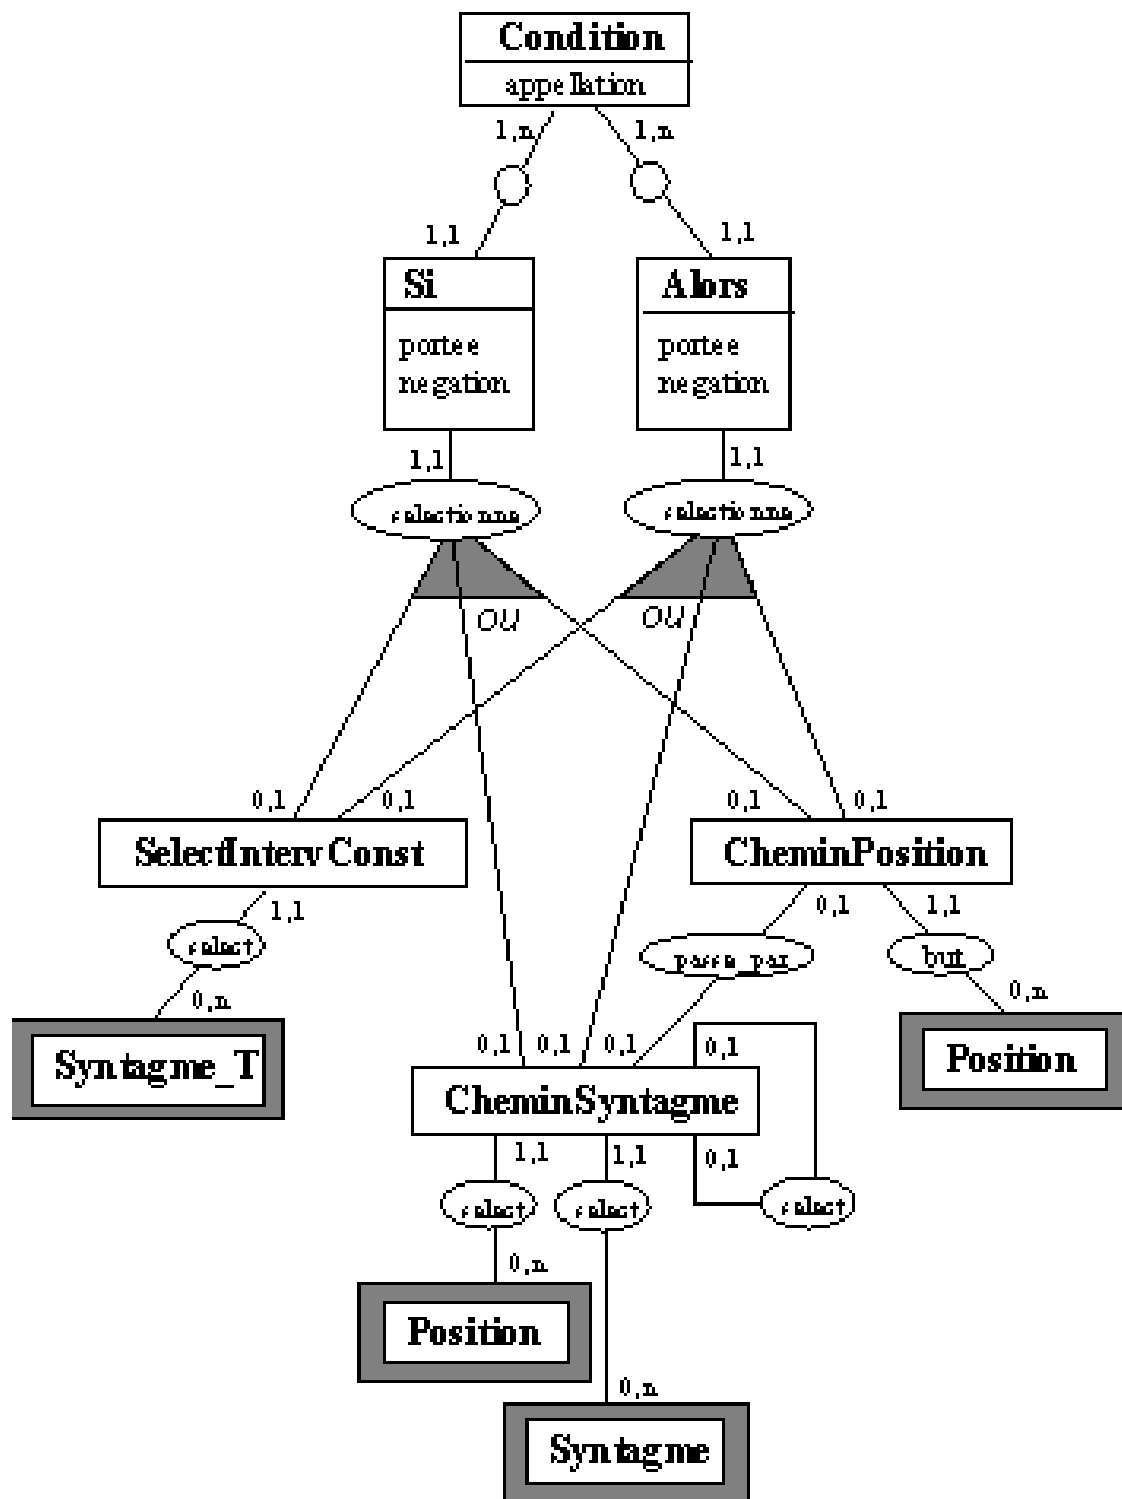 Condition
appellation
1,n 1,n
1,1 1,1
Si Alors
portee portee
negation negation
1,1 1,1
selectionne selectionne
OU OU
0,1 0,1 0,1 0,1
SelectIntervConst CheminPosition
1,1 0,1 1,1
select passe_par but
0,n 0,n
Syntagme_T Position
0,1 0,1 0,1 0,1
CheminSyntagme
1,1 1,1 0,1
select select select
0,n
Position
0,n
Syntagme